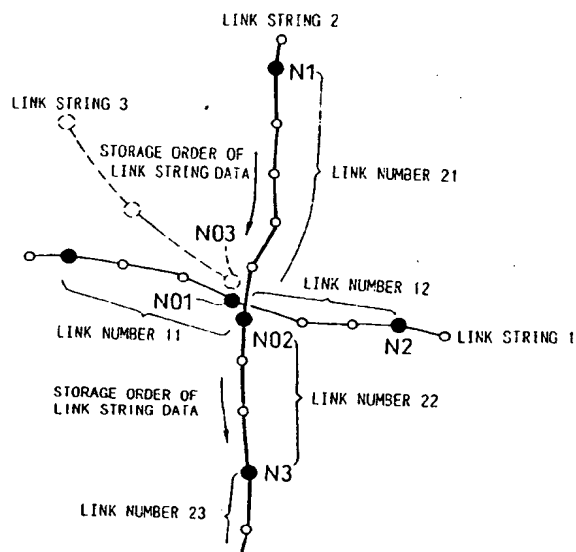 LINK STRING 2
N1
LINK STRING 3
STORAGE ORDER OF
LINK STRING DATA
LINK NUMBER 21
N03
LINK NUMBER 12
N01
LINK NUMBER 11
N02
N2
LINK STRING 1
STORAGE ORDER OF
LINK STRING DATA
LINK NUMBER 22
N3
LINK NUMBER 23